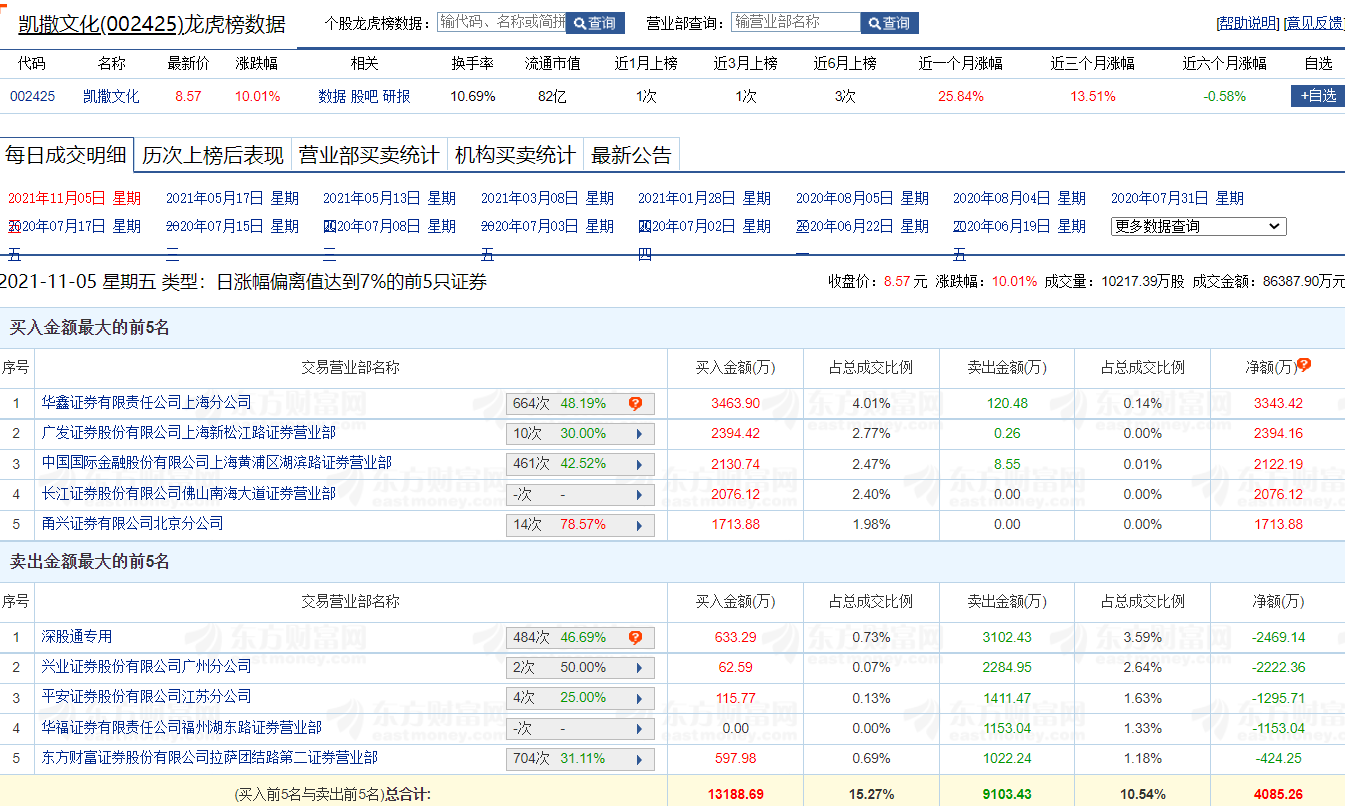 凯撒文化(002425)龙虎榜数据 个股龙虎榜数据： 输代码、名称或简拼 查询 营业部查询： 输营业部名称 查询 [帮助说明] [意见反馈]
代码 名称 最新价 涨跌幅 相关 换手率 流通市值 近1月上榜 近3月上榜 近6月上榜 近一个月涨幅 近三个月涨幅 近六个月涨幅 自选
002425 凯撒文化 8.57 10.01% 数据 股吧 研报 10.69% 82亿 1次 1次 3次 25.84% 13.51% -0.58% +自选
每日成交明细 历次上榜后表现 营业部买卖统计 机构买卖统计 最新公告
2021年11月05日 星期 2021年05月17日 星期 2021年05月13日 星期 2021年03月08日 星期 2021年01月28日 星期 2020年08月05日 星期 2020年08月04日 星期 2020年07月31日 星期
2020年07月17日 星期 2020年07月15日 星期 2020年07月08日 星期 2020年07月03日 星期 2020年07月02日 星期 2020年06月22日 星期 2020年06月19日 星期 更多数据查询
五 三 三 五 四 一 五
2021-11-05 星期五 类型：日涨幅偏离值达到7%的前5只证券 收盘价：8.57 元 涨跌幅：10.01% 成交量：10217.39万股 成交金额：86387.90万元
买入金额最大的前5名
序号 交易营业部名称 买入金额(万) 占总成交比例 卖出金额(万) 占总成交比例 净额(万)
1 华鑫证券有限责任公司上海分公司 664次 48.19% 3463.90 4.01% 120.48 0.14% 3343.42
2 广发证券股份有限公司上海新松江路证券营业部 10次 30.00% 2394.42 2.77% 0.26 0.00% 2394.16
3 中国国际金融股份有限公司上海黄浦区湖滨路证券营业部 461次 42.52% 2130.74 2.47% 8.55 0.01% 2122.19
4 长江证券股份有限公司佛山南海大道证券营业部 -次 - 2076.12 2.40% 0.00 0.00% 2076.12
5 甬兴证券有限公司北京分公司 14次 78.57% 1713.88 1.98% 0.00 0.00% 1713.88
卖出金额最大的前5名
序号 交易营业部名称 买入金额(万) 占总成交比例 卖出金额(万) 占总成交比例 净额(万)
1 深股通专用 484次 46.69% 633.29 0.73% 3102.43 3.59% -2469.14
2 兴业证券股份有限公司广州分公司 2次 50.00% 62.59 0.07% 2284.95 2.64% -2222.36
3 平安证券股份有限公司江苏分公司 4次 25.00% 115.77 0.13% 1411.47 1.63% -1295.71
4 华福证券有限责任公司福州湖东路证券营业部 -次 - 0.00 0.00% 1153.04 1.33% -1153.04
5 东方财富证券股份有限公司拉萨团结路第二证券营业部 704次 31.11% 597.98 0.69% 1022.24 1.18% -424.25
(买入前5名与卖出前5名)总合计: 13188.69 15.27% 9103.43 10.54% 4085.26